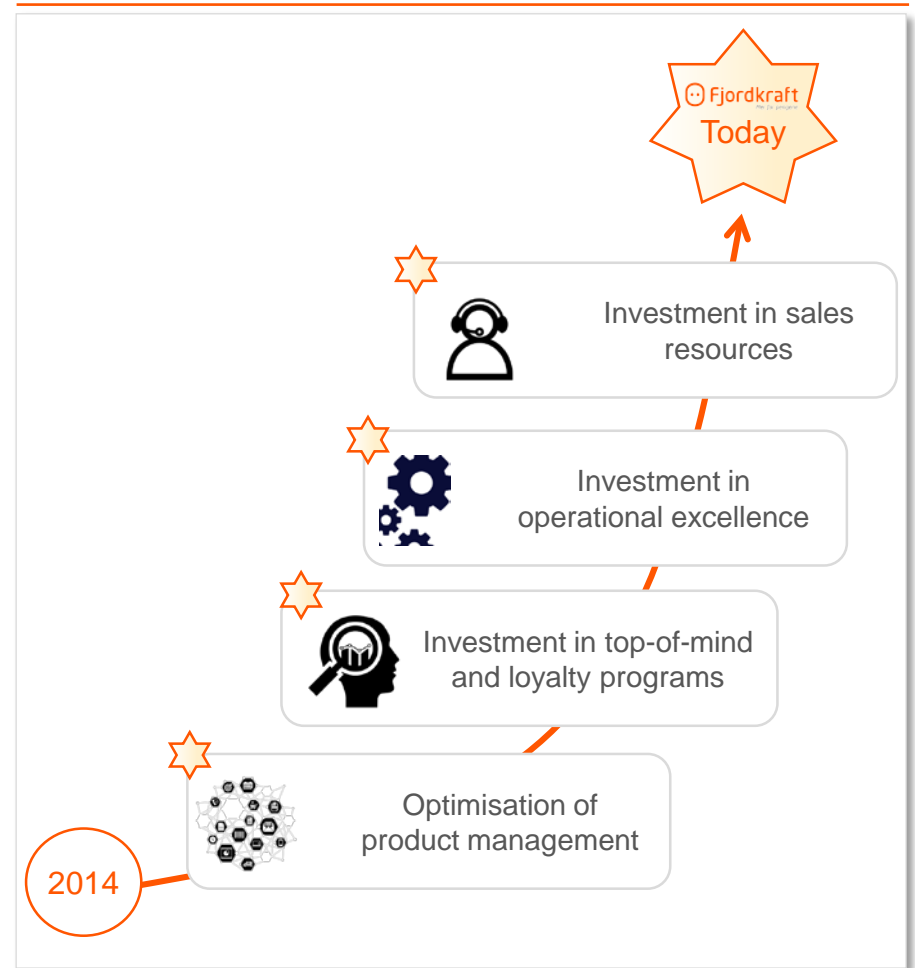 Fjordkraft
Today
Investment in sales
resources
Investment in
operational excellence
Investment in top-of-mind
and loyalty programs
Optimisation of
product management
2014